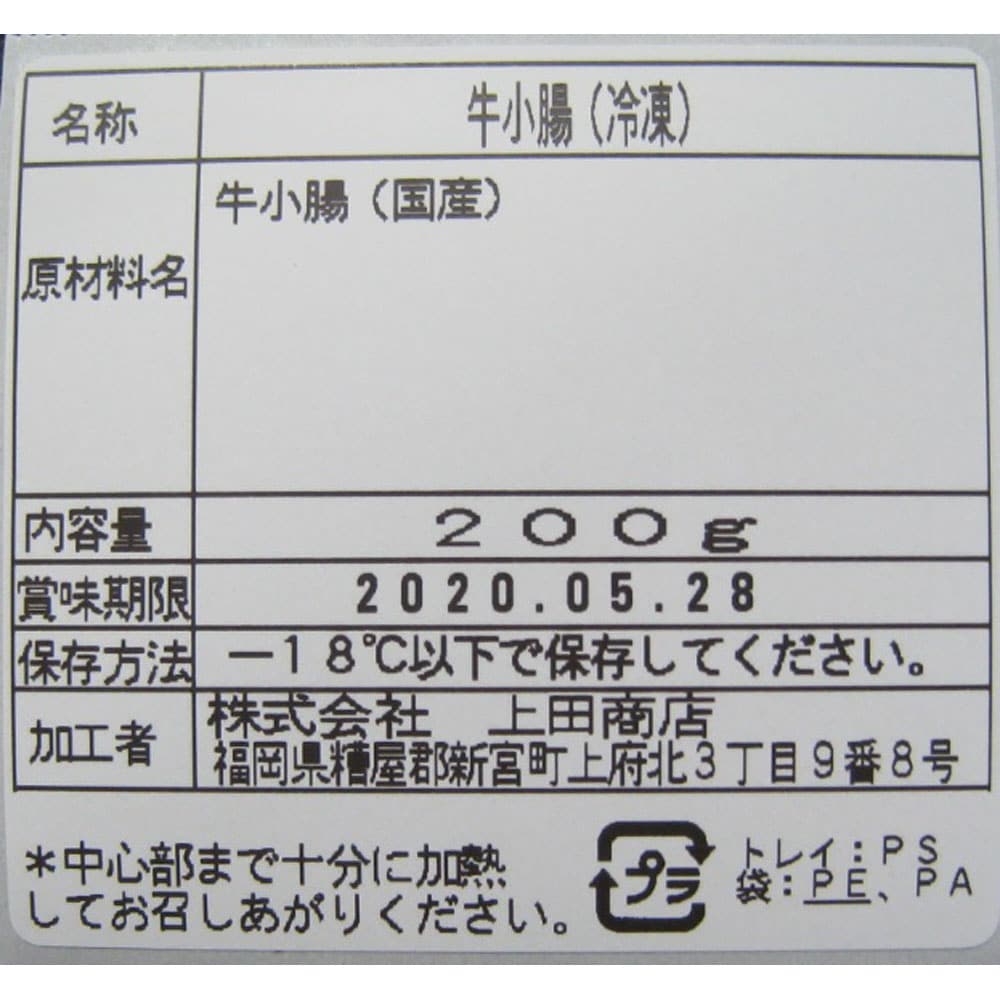 名称 牛小腸（冷凍）
原材料名 牛小腸（国産）
内容量 ２００ｇ
賞味期限 2020.05.28
保存方法 －１８℃以下で保存してください。
加工者 株式会社　上田商店
福岡県糟屋郡新宮町上府北３丁目９番８号
＊中心部まで十分に加熱
してお召しあがりください。
プラ
トレイ：ＰＳ
袋：ＰＥ、ＰＡ